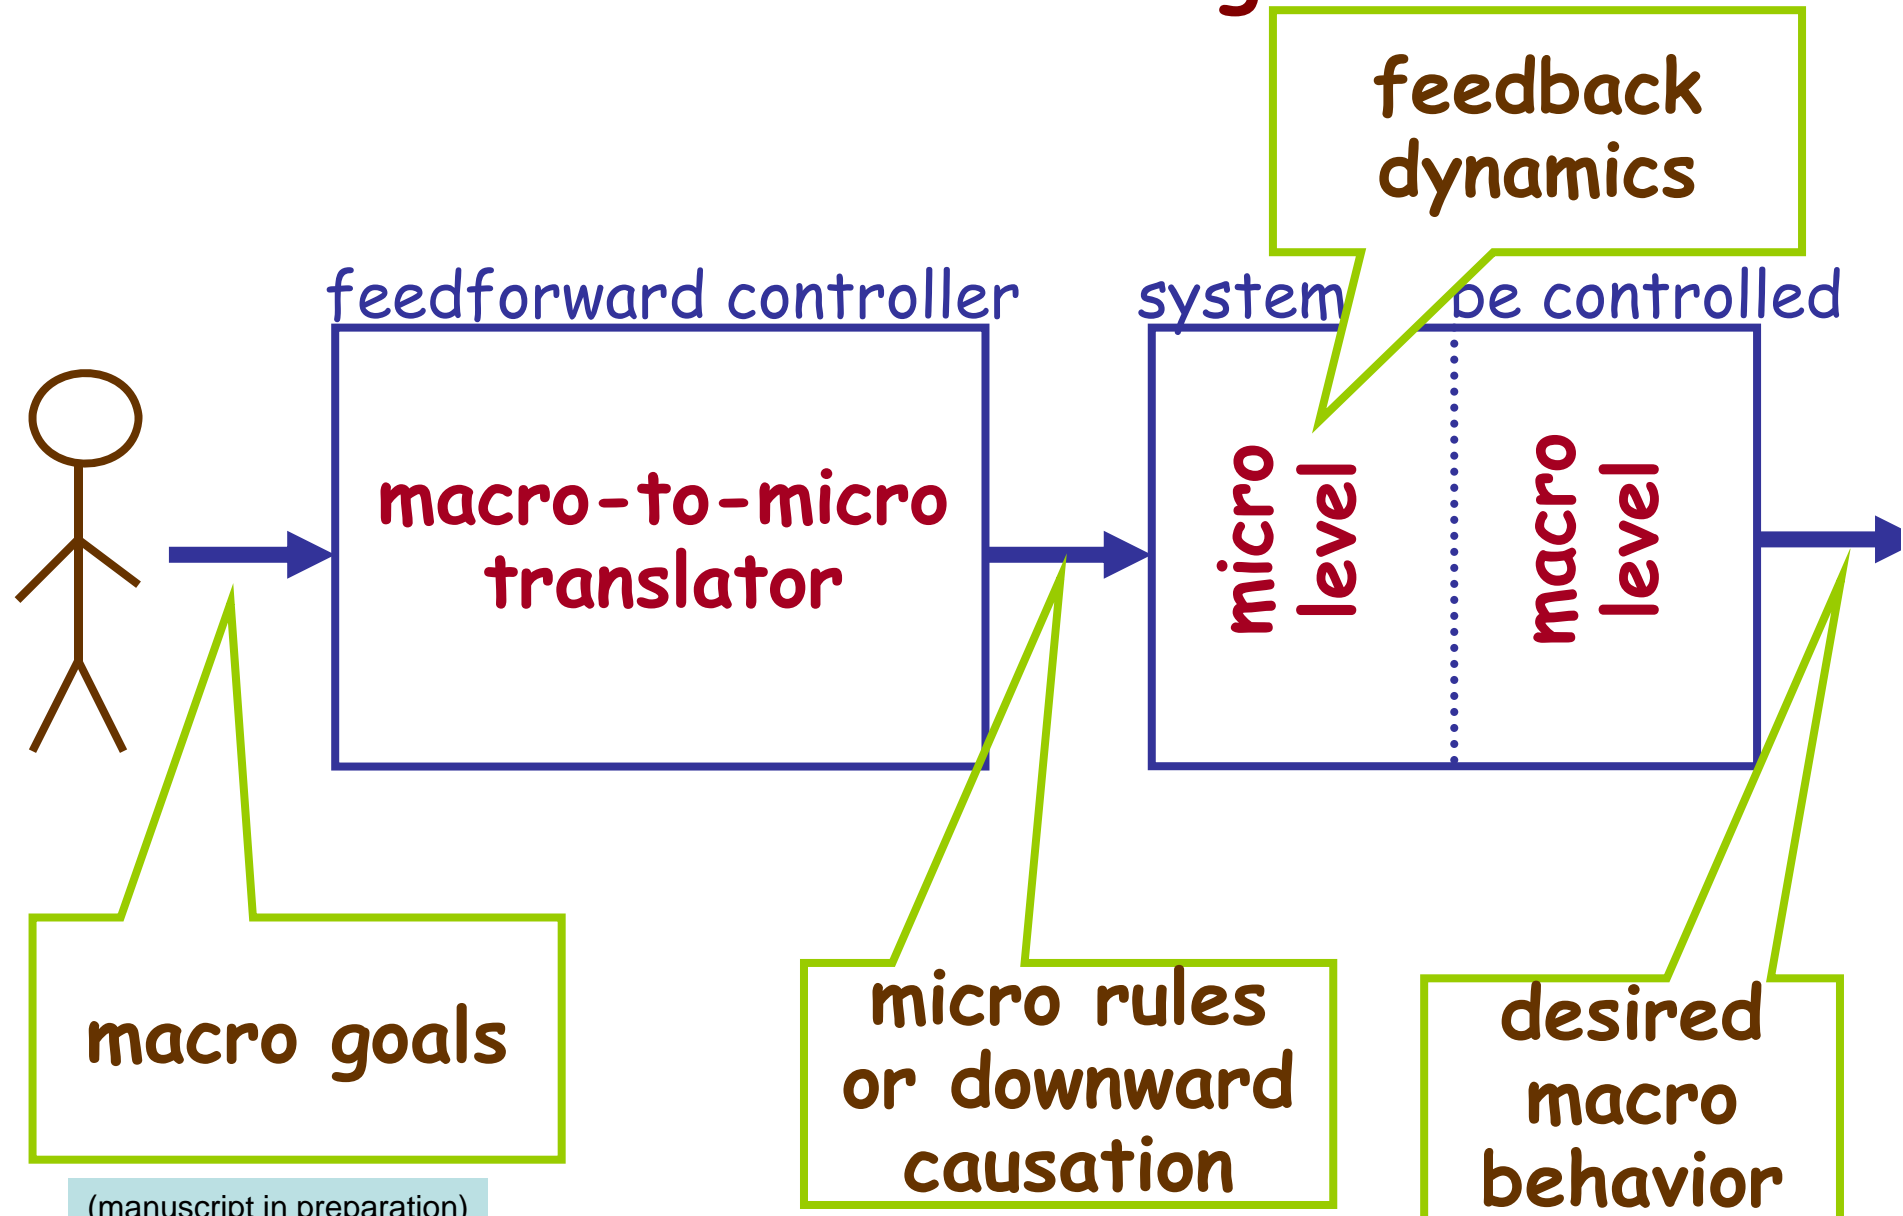 feedback
dynamics
feedforward controller
system be controlled
macro-to-micro
translator
micro
level
macro
level
macro goals
micro rules
or downward
causation
desired
macro
behavior
(manuscript in preparation)